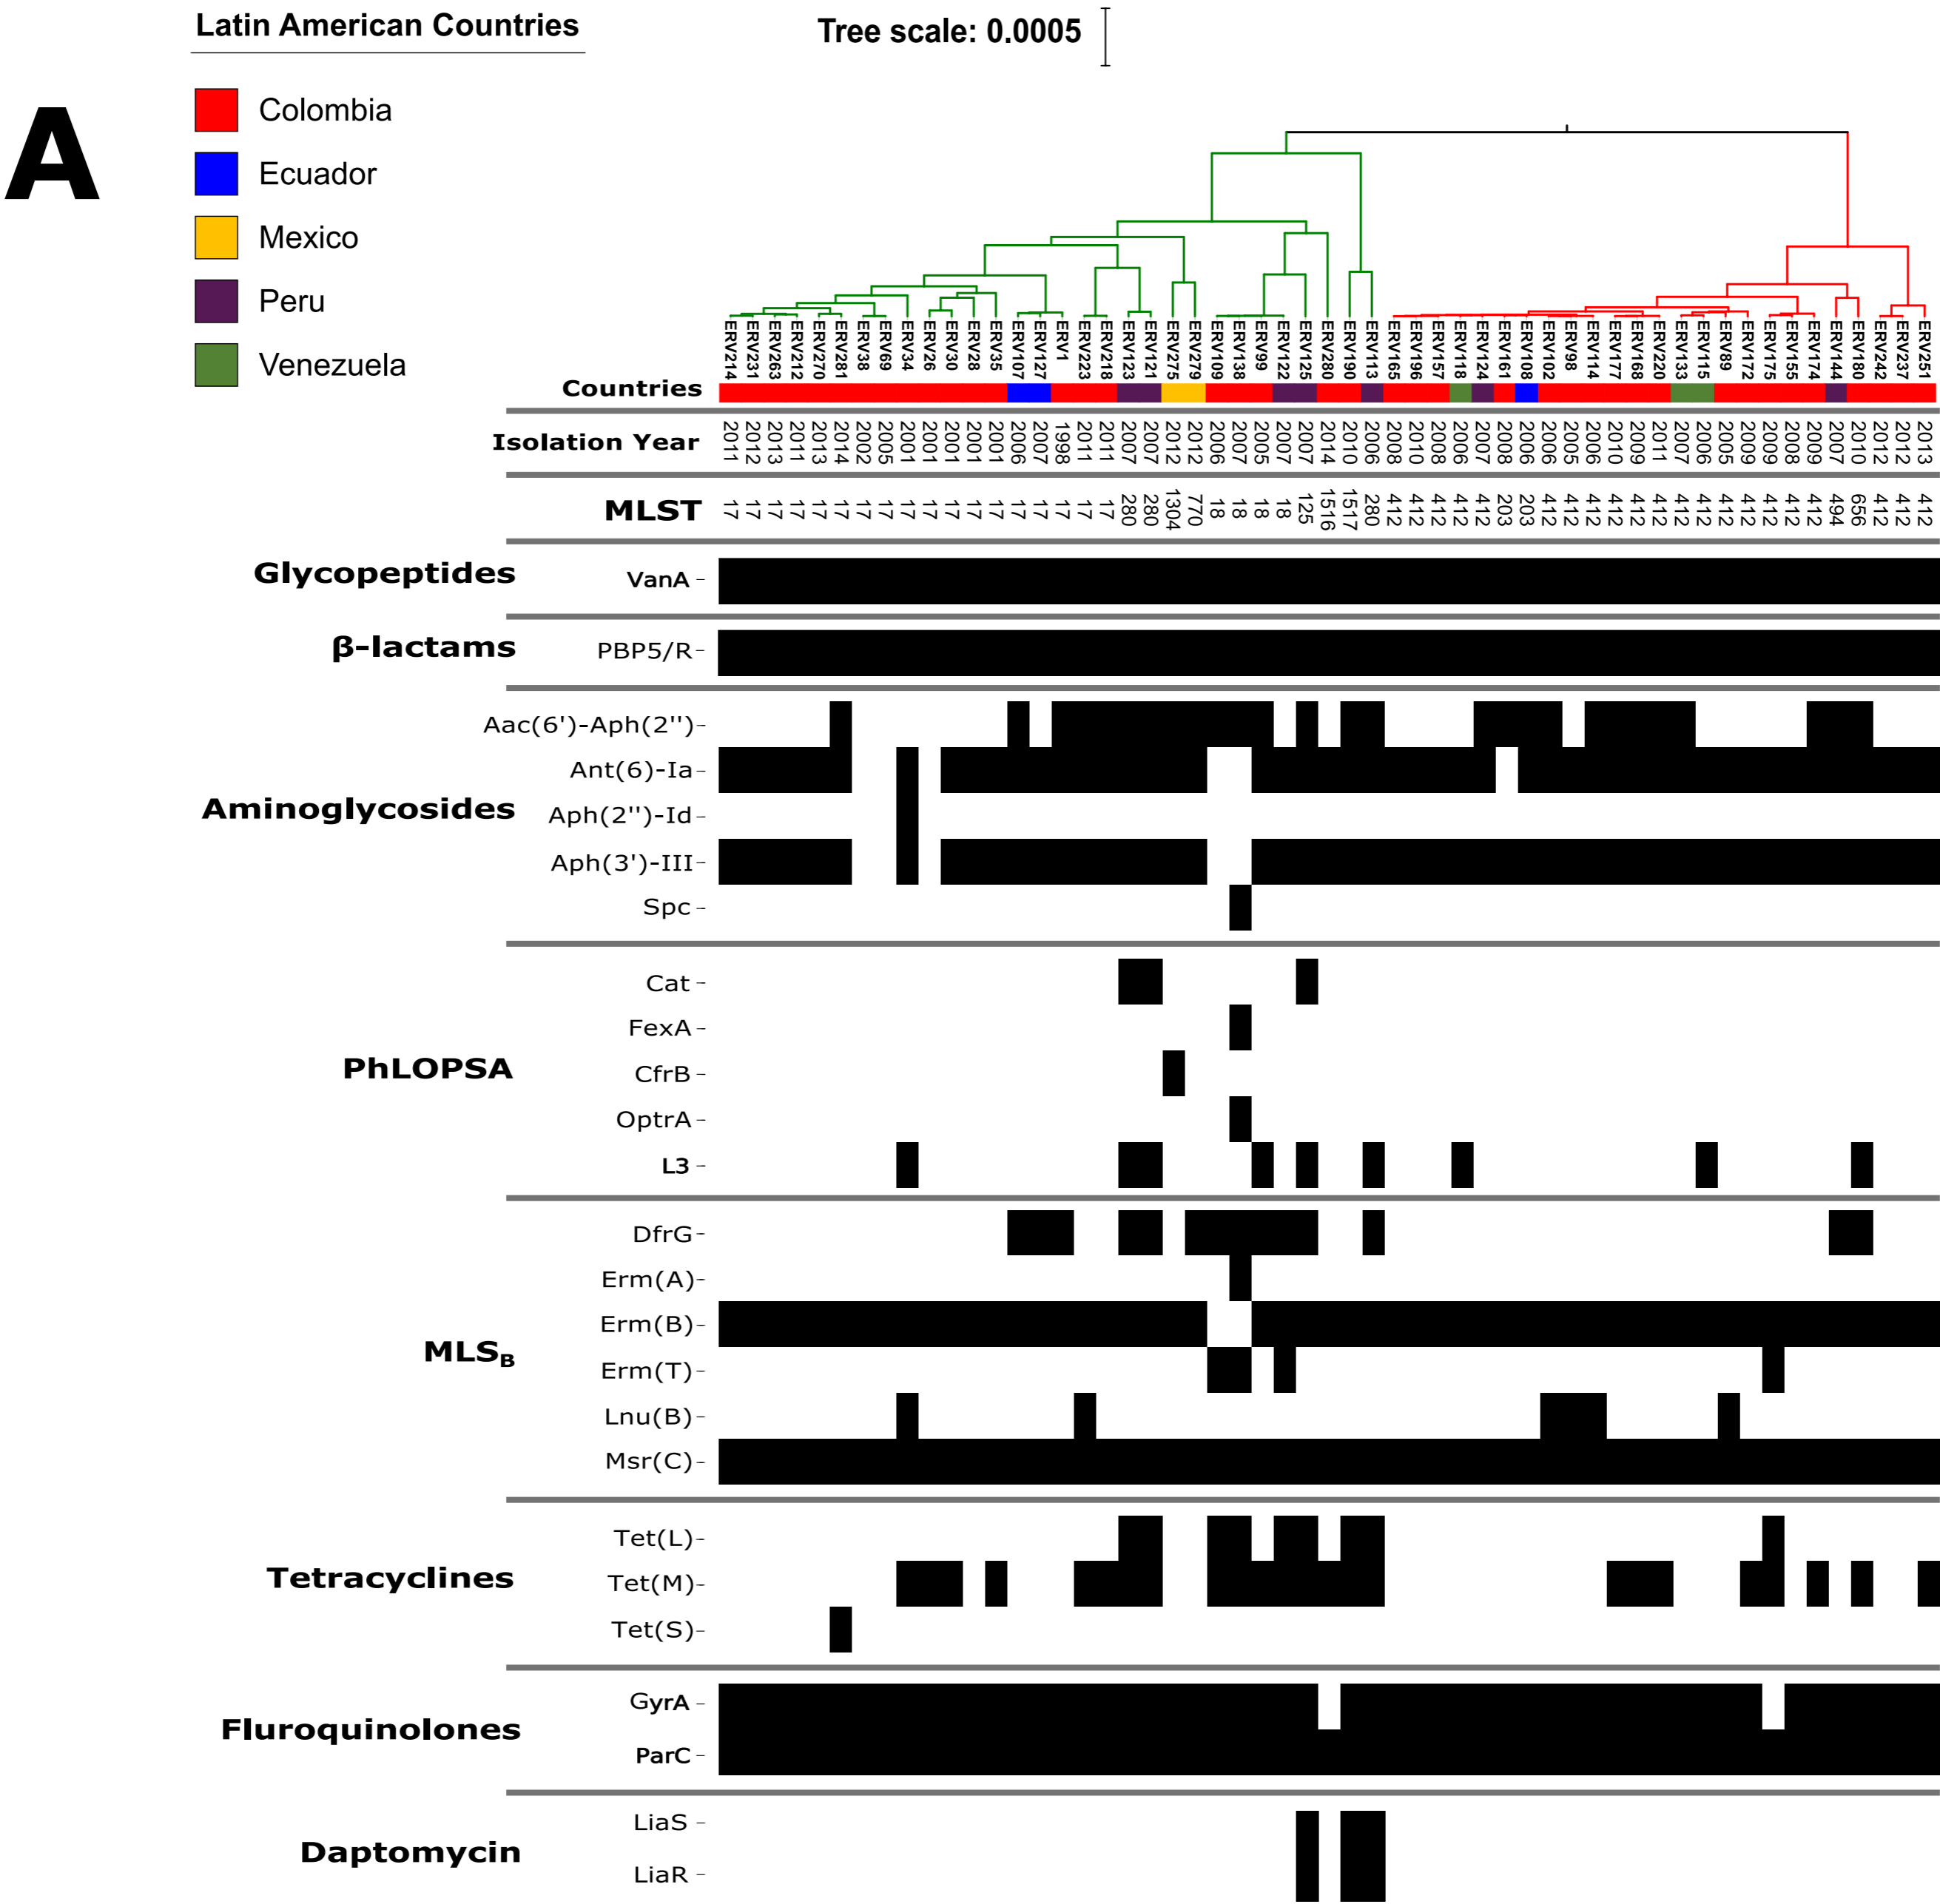 Latin American Countries
Tree scale: 0.0005
A
Colombia
Ecuador
Mexico
Peru
Venezuela
ERV214 ERV231 ERV263 ERV212 ERV270 ERV281 ERV38 ERV69 ERV34 ERV26 ERV30 ERV28 ERV35 ERV107 ERV127 ERV1 ERV223 ERV218 ERV123 ERV121 ERV275 ERV279 ERV109 ERV138 ERV99 ERV122 ERV125 ERV280 ERV190 ERV113 ERV165 ERV196 ERV157 ERV118 ERV124 ERV161 ERV108 ERV102 ERV98 ERV114 ERV177 ERV168 ERV220 ERV133 ERV115 ERV89 ERV172 ERV175 ERV155 ERV174 ERV144 ERV180 ERV242 ERV237 ERV251
Countries
Isolation Year 2011 2012 2013 2011 2013 2014 2002 2005 2001 2001 2001 2001 2001 2006 2007 1998 2011 2011 2007 2007 2012 2012 2006 2007 2005 2007 2007 2014 2010 2006 2008 2010 2008 2006 2007 2008 2006 2006 2005 2006 2010 2009 2011 2007 2006 2005 2009 2009 2008 2009 2007 2010 2012 2012 2013
MLST 17 17 17 17 17 17 17 17 17 17 17 17 17 17 17 17 17 17 280 280 1304 770 18 18 18 18 125 1516 1517 280 412 412 412 412 412 203 203 412 412 412 412 412 412 412 412 412 412 412 412 412 494 656 412 412 412
Glycopeptides
VanA
β-lactams
PBP5/R
Aminoglycosides
Aac(6')-Aph(2'')
Ant(6)-Ia
Aph(2'')-Id
Aph(3')-III
Spc
PhLOPSA
Cat
FexA
CfrB
OptrA
L3
MLSB
DfrG
Erm(A)
Erm(B)
Erm(T)
Lnu(B)
Msr(C)
Tetracyclines
Tet(L)
Tet(M)
Tet(S)
Fluroquinolones
GyrA
ParC
Daptomycin
LiaS
LiaR